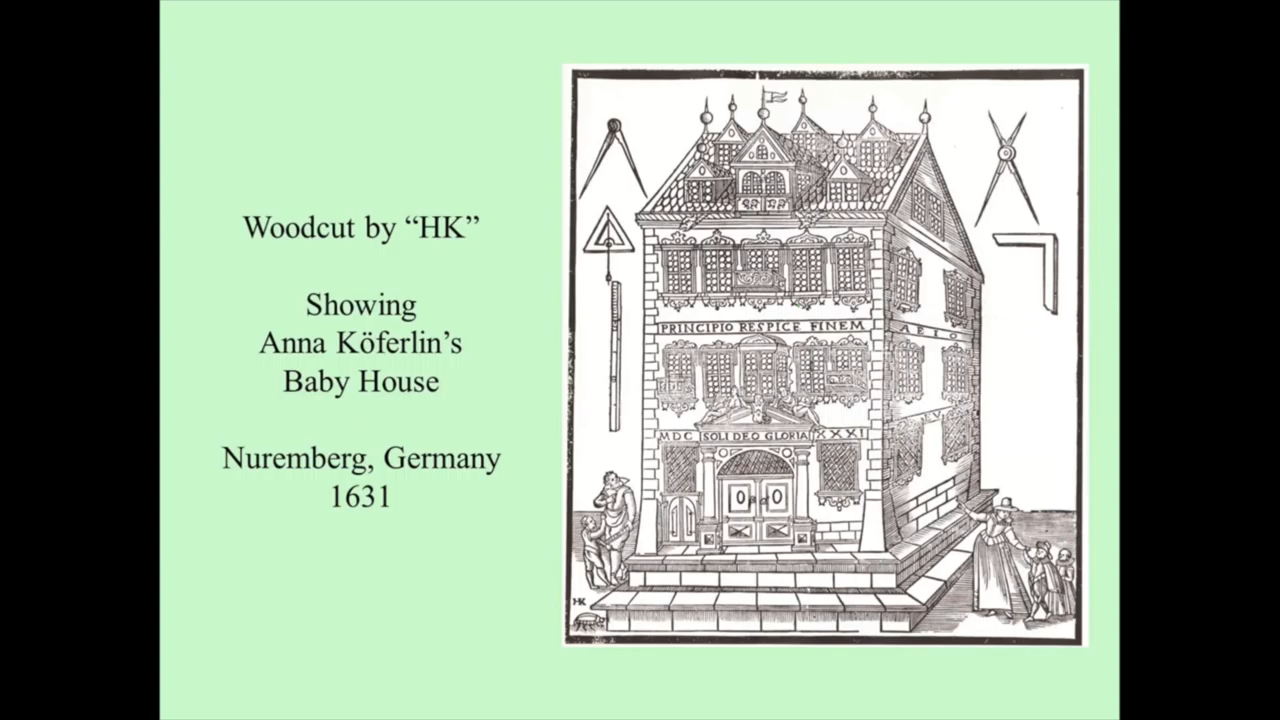 Woodcut by “HK”
Showing
Anna Köferlin’s
Baby House
Nuremberg, Germany
1631
PRINCIPIO RESPICE FINEM
A E I O
EV
MDC SOLI DEO GLORIA XXXI
HK